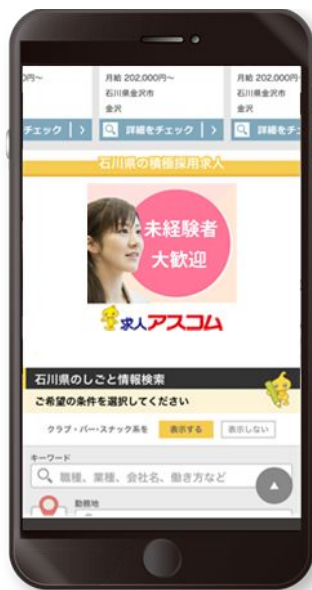 円～
月給 202,000円～
月給 202,000円
石川県金沢市
石川県金沢市
金沢
金沢
チェック
詳細をチェック
詳細をチェ
石川県の積極採用求人
未経験者
大歓迎
求人アスコム
石川県のしごと情報検索
ご希望の条件を選択してください
クラブ・バー・スナック系を 表示する 表示しない
キーワード
職種、業種、会社名、働き方など
勤務地